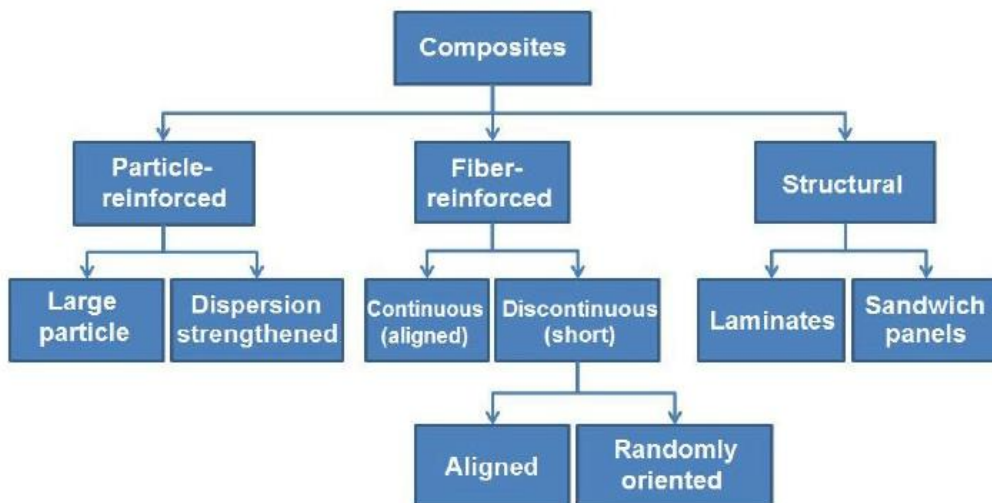 Composites
Particle-
reinforced
Fiber-
reinforced
Structural
Large
particle
Dispersion
strengthened
Continuous
(aligned)
Discontinuous
(short)
Laminates
Sandwich
panels
Aligned
Randomly
oriented